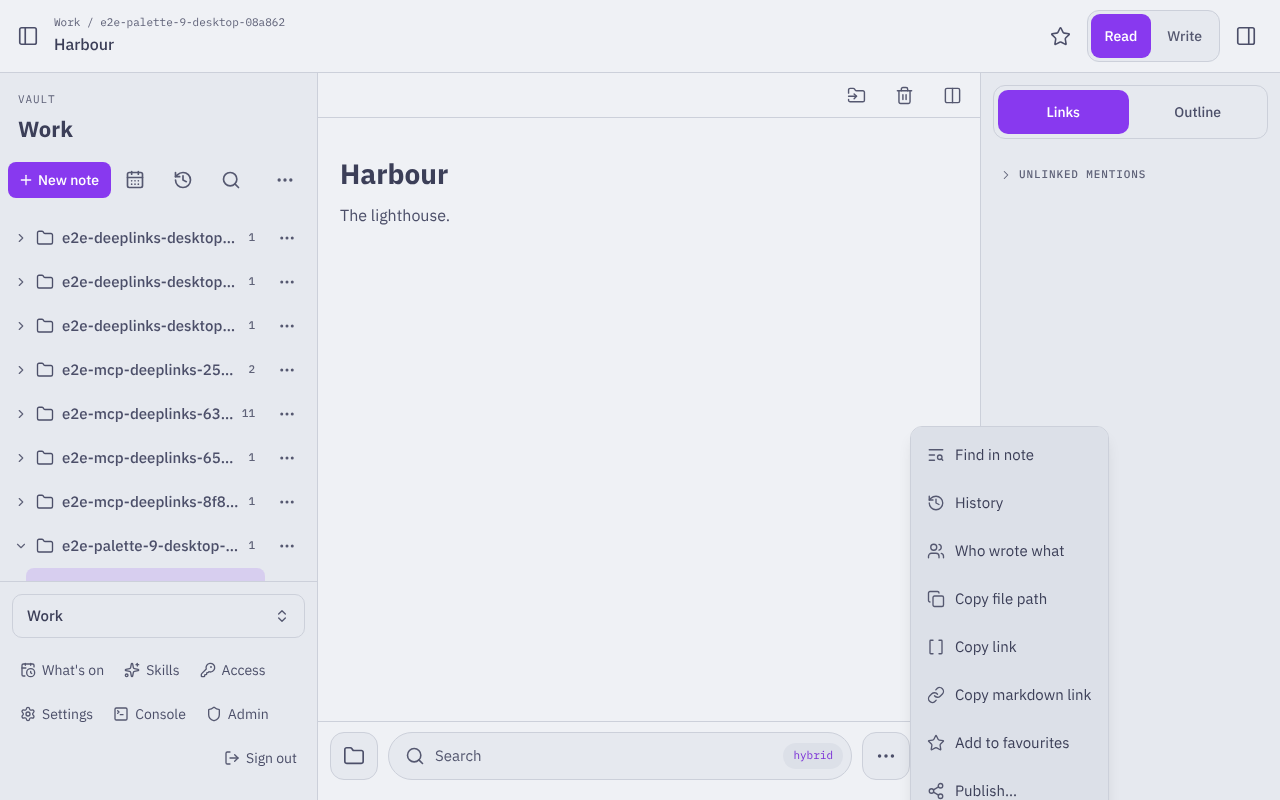 Work / e2e-palette-9-desktop-08a862
Harbour
Read
Write
VAULT
Work
New note
e2e-deeplinks-desktop... 1
e2e-deeplinks-desktop... 1
e2e-deeplinks-desktop... 1
e2e-mcp-deeplinks-25... 2
e2e-mcp-deeplinks-63... 11
e2e-mcp-deeplinks-65... 1
e2e-mcp-deeplinks-8f8... 1
e2e-palette-9-desktop-... 1
Work
What's on
Skills
Access
Settings
Console
Admin
Sign out
Harbour
The lighthouse.
Search
hybrid
Links
Outline
UNLINKED MENTIONS
Find in note
History
Who wrote what
Copy file path
Copy link
Copy markdown link
Add to favourites
Publish...